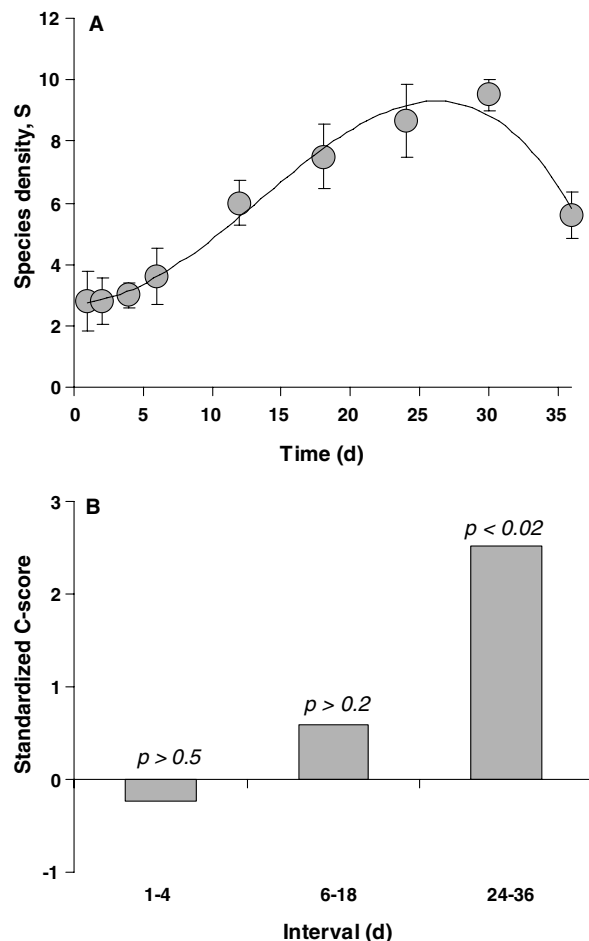 A
12
10
8
6
4
2
0
Species density, S
0 5 10 15 20 25 30 35
Time (d)
B
3
2
1
0
-1
Standardized C-score
p > 0.5
p > 0.2
p < 0.02
1-4 6-18 24-36
Interval (d)